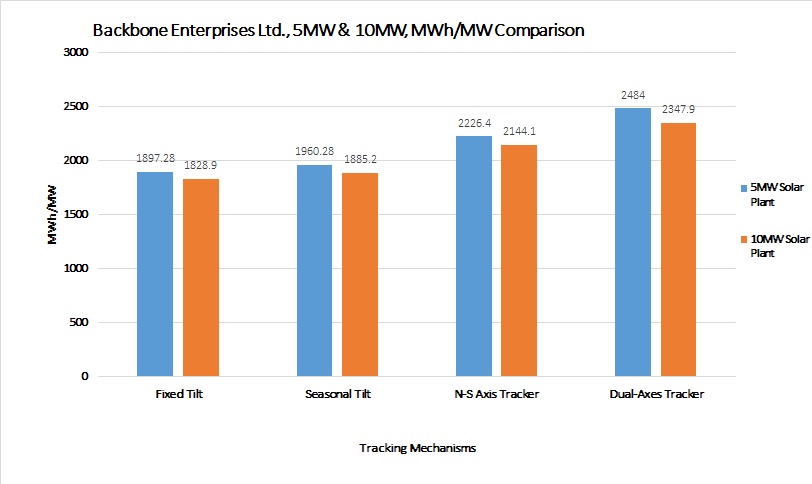 Backbone Enterprises Ltd., 5MW & 10MW, MWh/MW Comparison
3000
2500
2000
1500
1000
500
0
MWh/MW
1897.28
1828.9
1960.28
1885.2
2226.4
2144.1
2484
2347.9
Fixed Tilt
Seasonal Tilt
N-S Axis Tracker
Dual-Axes Tracker
Tracking Mechanisms
5MW Solar
Plant
10MW Solar
Plant